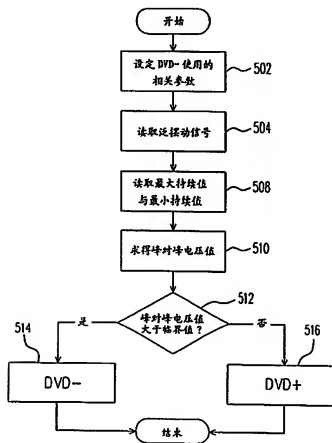 开始
设定DVD-使用的
相关参数
502
读取泛摆动信号
504
读取最大持续值
与最小持续值
508
求得峰对峰电压值
510
512
峰对峰电压值
大于临界值?
是
否
514
516
DVD-
DVD+
结束